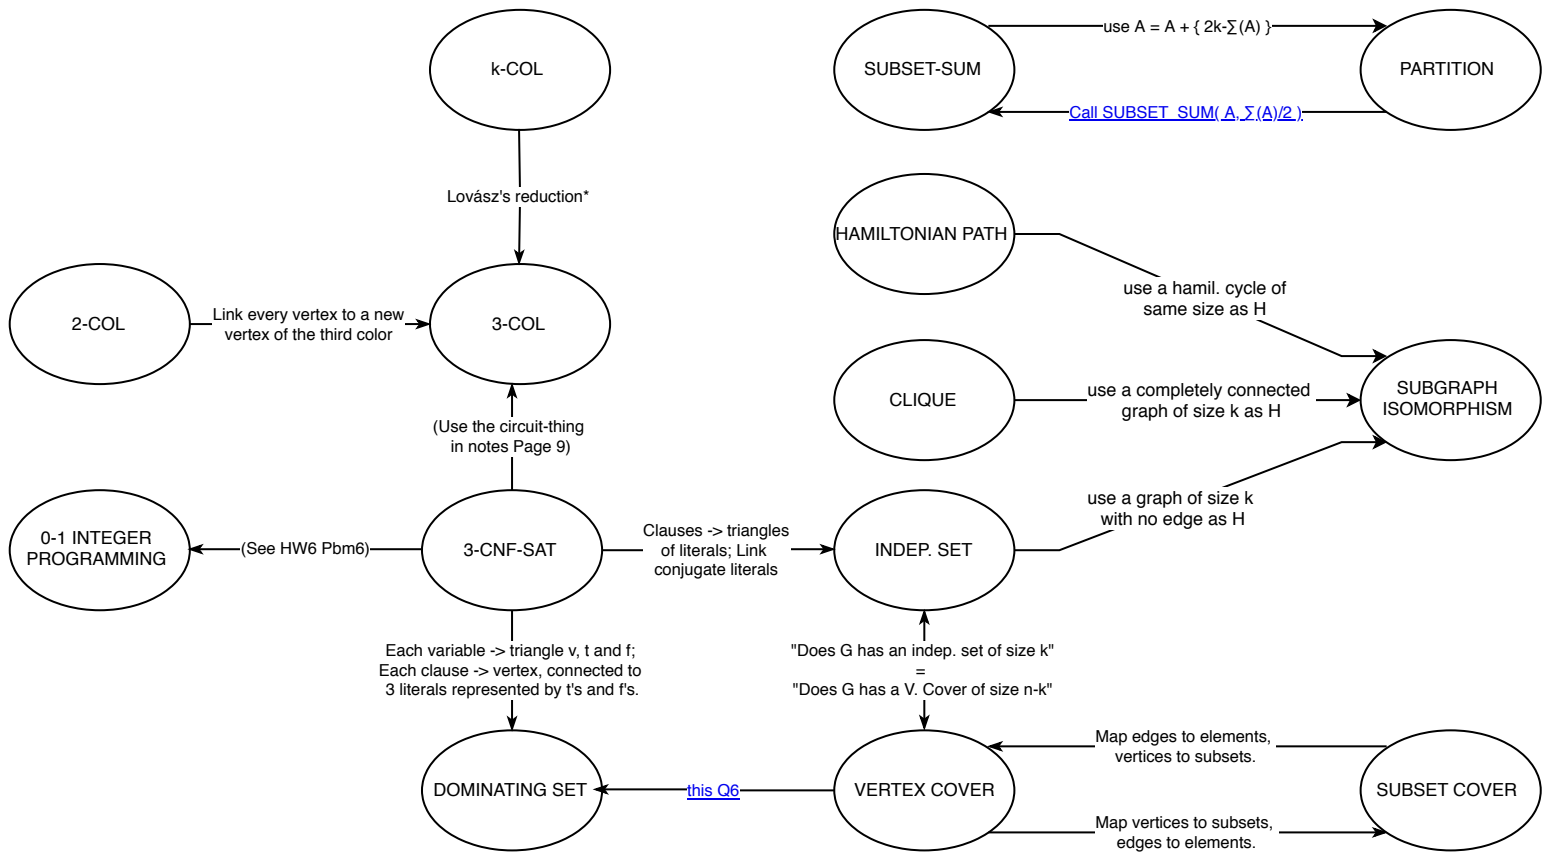 k-COL
SUBSET-SUM
use A = A + { 2k-∑(A) }
PARTITION
Call SUBSET_SUM( A, ∑(A)/2 )
Lovász's reduction*
HAMILTONIAN PATH
use a hamil. cycle of
same size as H
2-COL
Link every vertex to a new
vertex of the third color
3-COL
CLIQUE
use a completely connected
graph of size k as H
SUBGRAPH
ISOMORPHISM
(Use the circuit-thing
in notes Page 9)
use a graph of size k
with no edge as H
0-1 INTEGER
PROGRAMMING
(See HW6 Pbm6)
3-CNF-SAT
Clauses -> triangles
of literals; Link
conjugate literals
INDEP. SET
Each variable -> triangle v, t and f;
Each clause -> vertex, connected to
3 literals represented by t's and f's.
"Does G has an indep. set of size k"
=
"Does G has a V. Cover of size n-k"
DOMINATING SET
this Q6
VERTEX COVER
Map edges to elements,
vertices to subsets.
SUBSET COVER
Map vertices to subsets,
edges to elements.